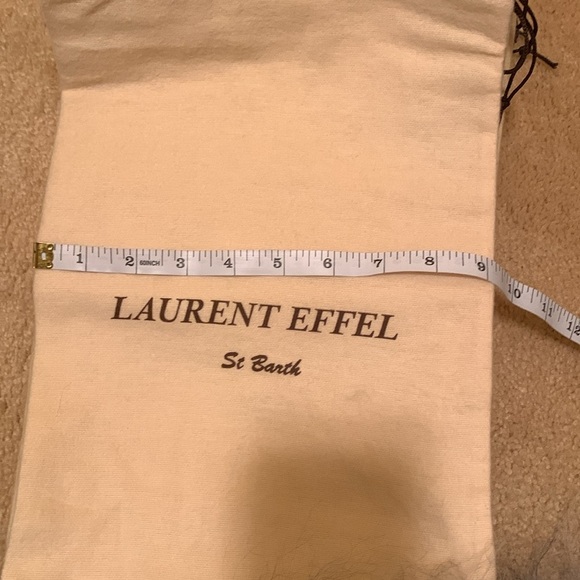 1 2 60INCH 3 4 5 6 7 8 9 10 11 12
LAURENT EFFEL
St Barth